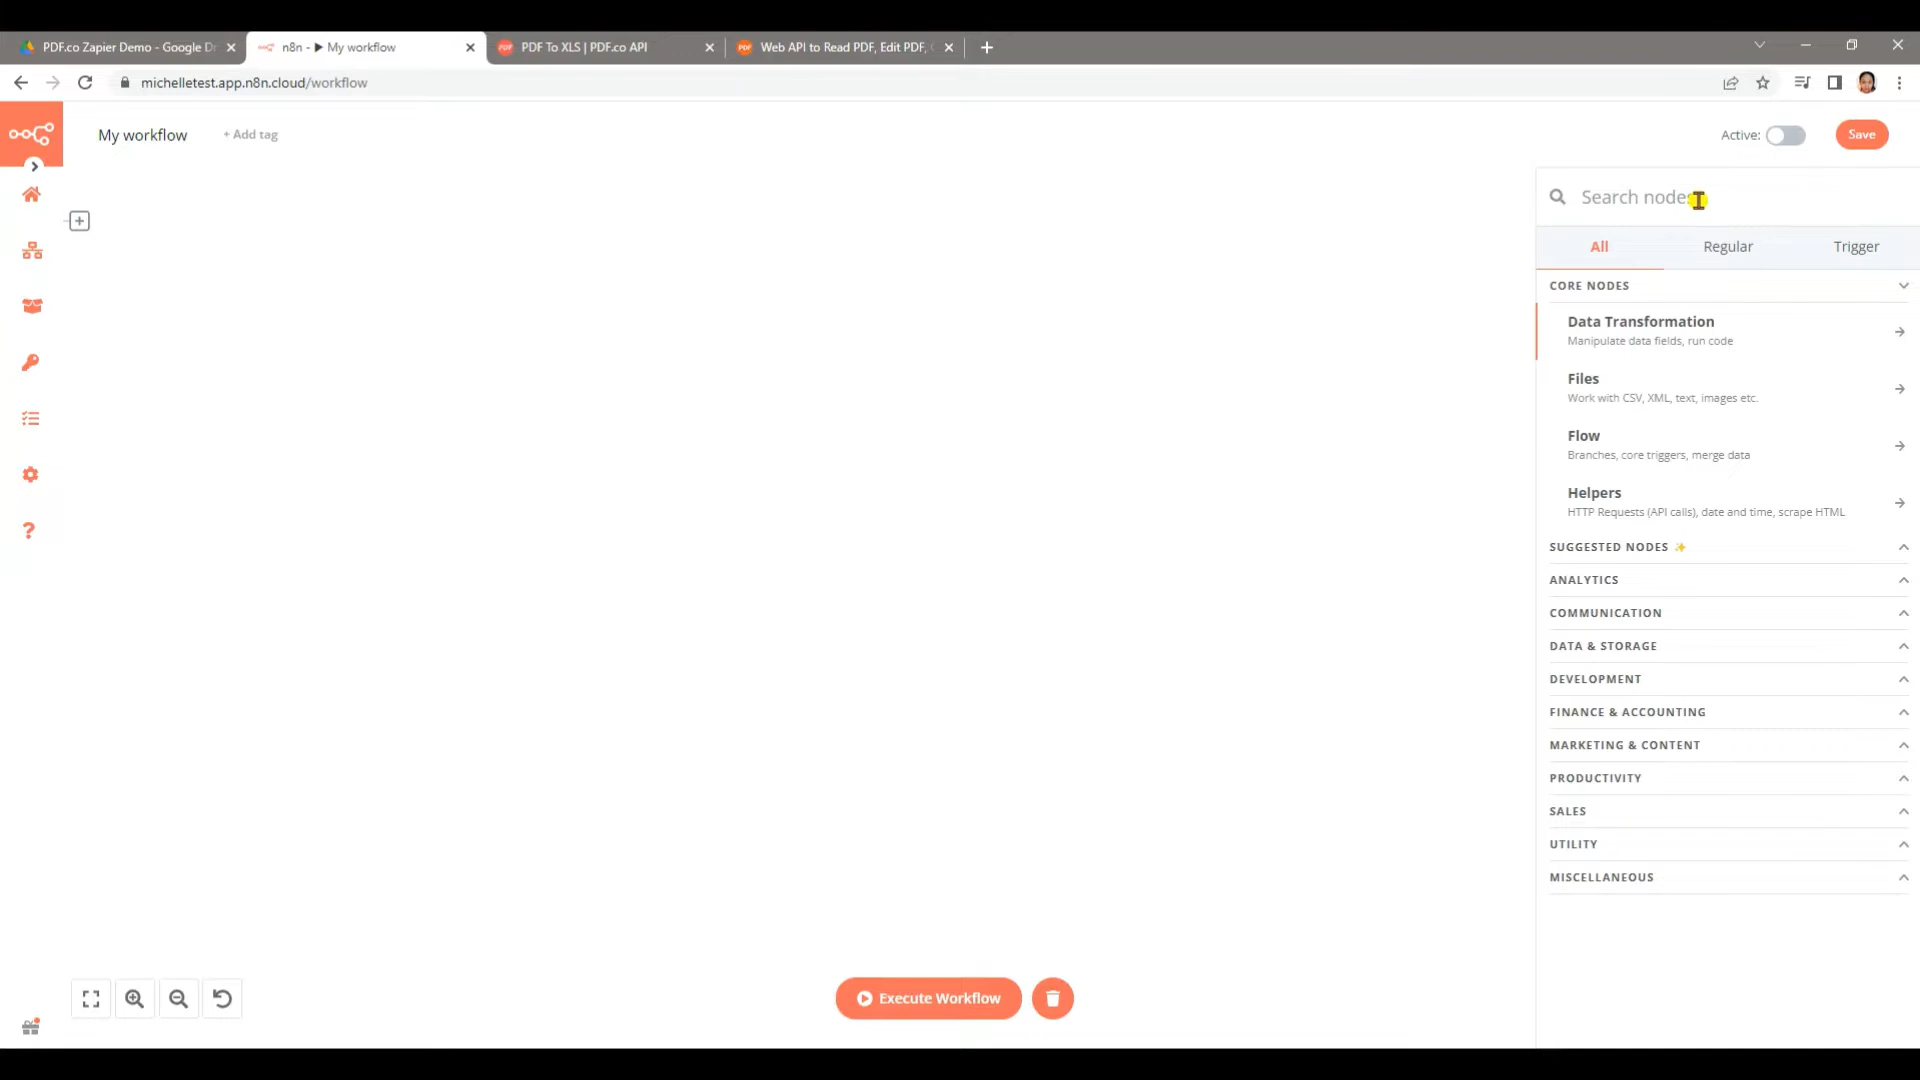 PDF.co Zapier Demo - Google Dr
n8n - ▶ My workflow
PDF To XLS | PDF.co API
Web API to Read PDF, Edit PDF,
michelletest.app.n8n.cloud/workflow
My workflow
+ Add tag
Active:
Save
Search nodes
All
Regular
Trigger
CORE NODES
Data Transformation
Manipulate data fields, run code
Files
Work with CSV, XML, text, images etc.
Flow
Branches, core triggers, merge data
Helpers
HTTP Requests (API calls), date and time, scrape HTML
SUGGESTED NODES ✨
ANALYTICS
COMMUNICATION
DATA & STORAGE
DEVELOPMENT
FINANCE & ACCOUNTING
MARKETING & CONTENT
PRODUCTIVITY
SALES
UTILITY
MISCELLANEOUS
Execute Workflow